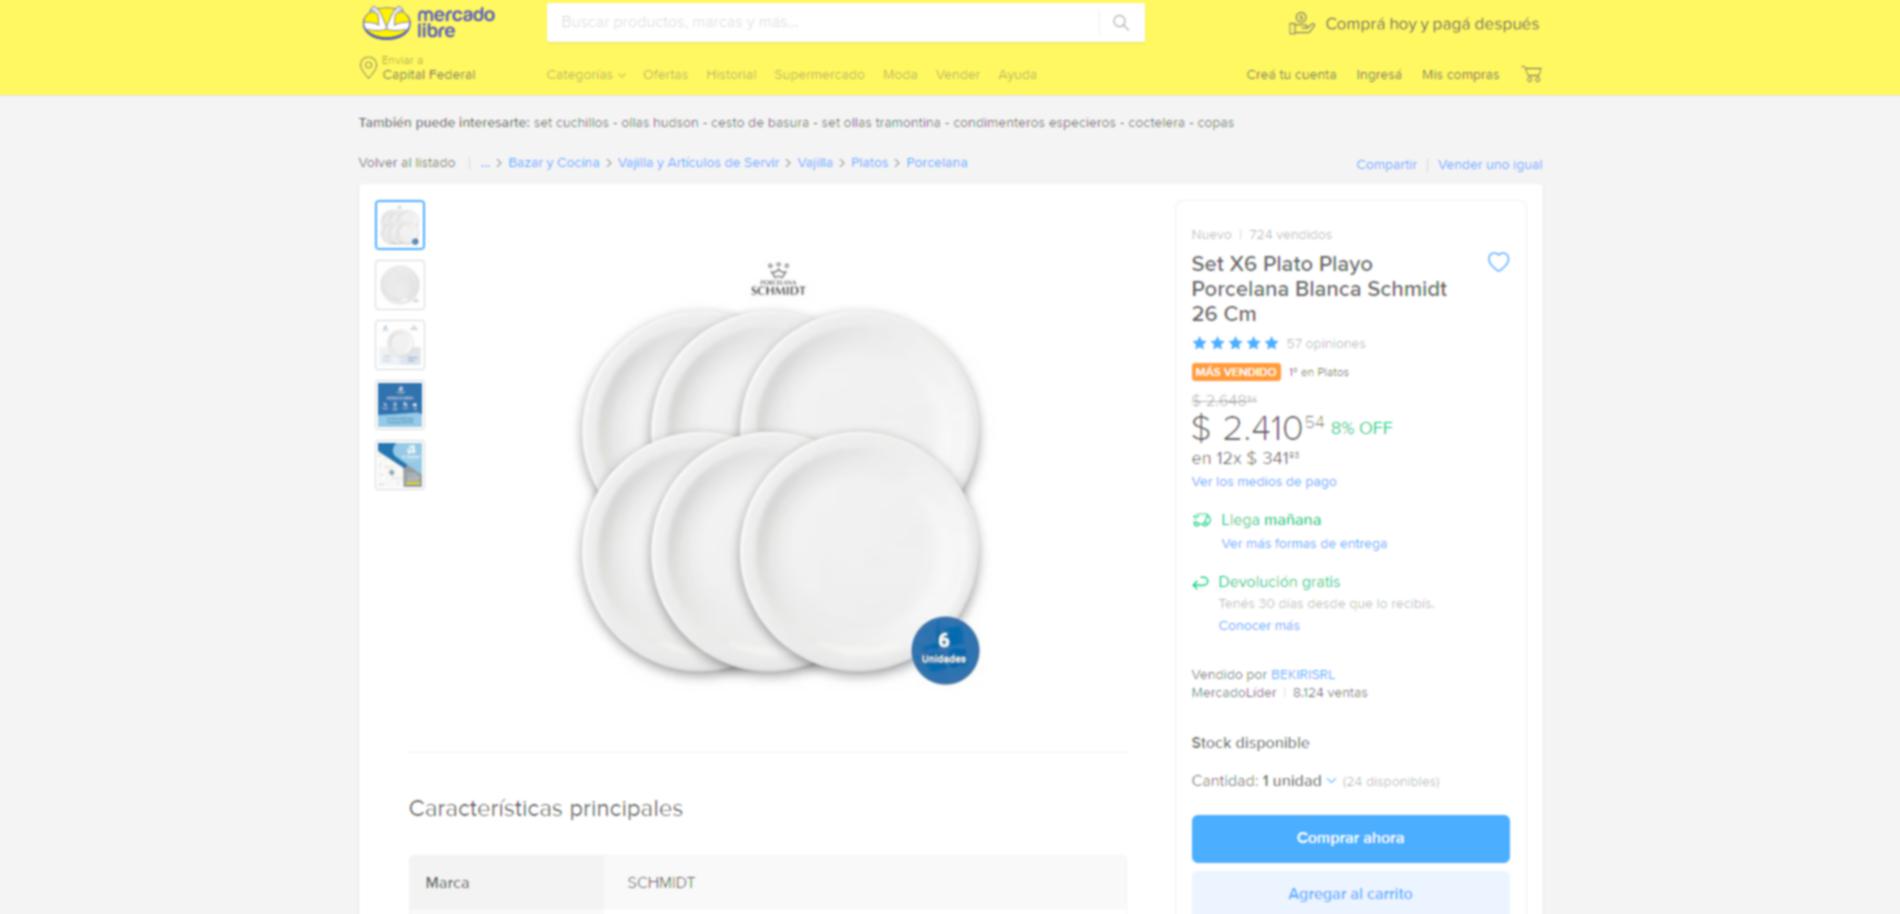 mercado
libre
Buscar productos, marcas y más...
Comprá hoy y pagá después
Enviar a
Capital Federal
Categorías Ofertas Historial Supermercado Moda Vender Ayuda
Creá tu cuenta Ingresá Mis compras
También puede interesarte: set cuchillos - ollas hudson - cesto de basura - set ollas tramontina - condimenteros especieros - coctelera - copas
Volver al listado | ... > Bazar y Cocina > Vajilla y Artículos de Servir > Vajilla > Platos > Porcelana
Compartir | Vender uno igual
PORCELANA
SCHMIDT
6
Unidades
Características principales
Marca SCHMIDT
Nuevo | 724 vendidos
Set X6 Plato Playo
Porcelana Blanca Schmidt
26 Cm
57 opiniones
MÁS VENDIDO 1º en Platos
$ 2.648
$ 2.410 54 8% OFF
en 12x $ 341
Ver los medios de pago
Llega mañana
Ver más formas de entrega
Devolución gratis
Tenés 30 días desde que lo recibís.
Conocer más
Vendido por BEKIRISRL
MercadoLíder | 8.124 ventas
Stock disponible
Cantidad: 1 unidad (24 disponibles)
Comprar ahora
Agregar al carrito